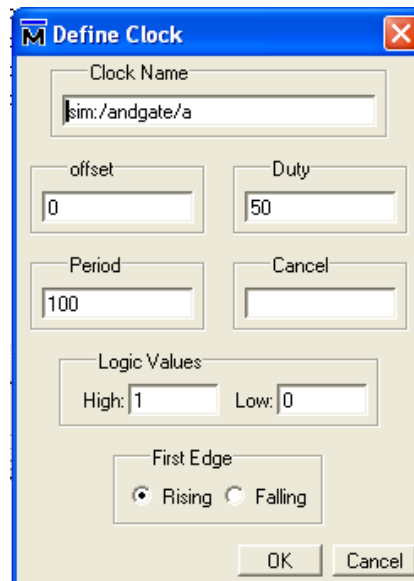 M Define Clock
Clock Name
sim:/andgate/a
offset Duty
0 50
Period Cancel
100
Logic Values
High: 1 Low: 0
First Edge
Rising Falling
OK Cancel